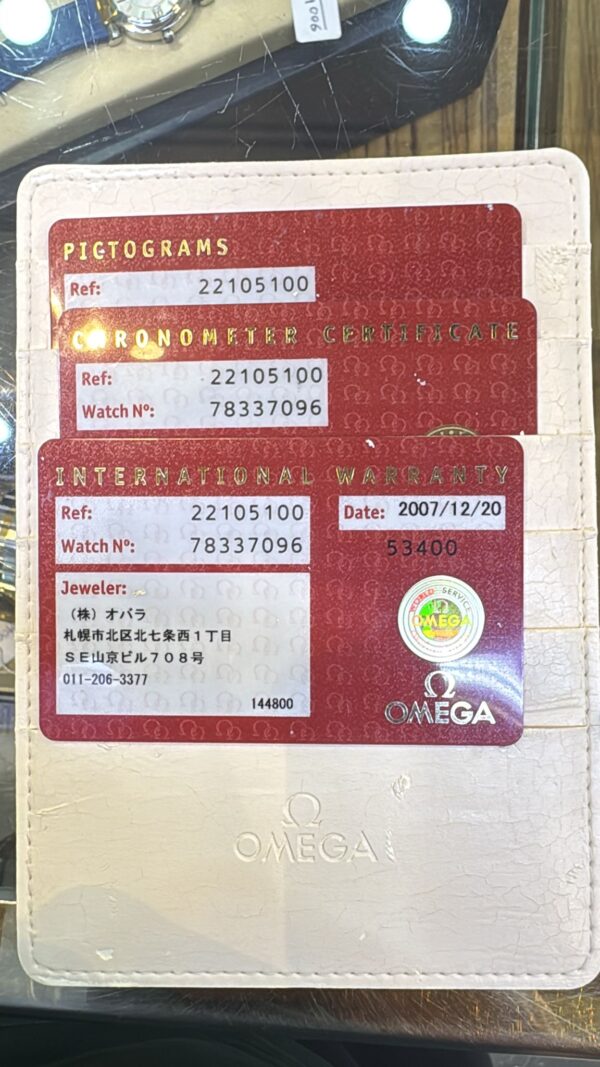 PICTOGRAMS
Ref: 22105100
CHRONOMETER CERTIFICATE
Ref: 22105100
Watch Nº: 78337096
INTERNATIONAL WARRANTY
Ref: 22105100
Date: 2007/12/20
Watch Nº: 78337096
53400
Jeweler:
（株）オバラ
札幌市北区北七条西１丁目
ＳＥ山京ビル７０８号
011-206-3377
144800
WORLD SERVICE
OMEGA
Ω
OMEGA
Ω
OMEGA